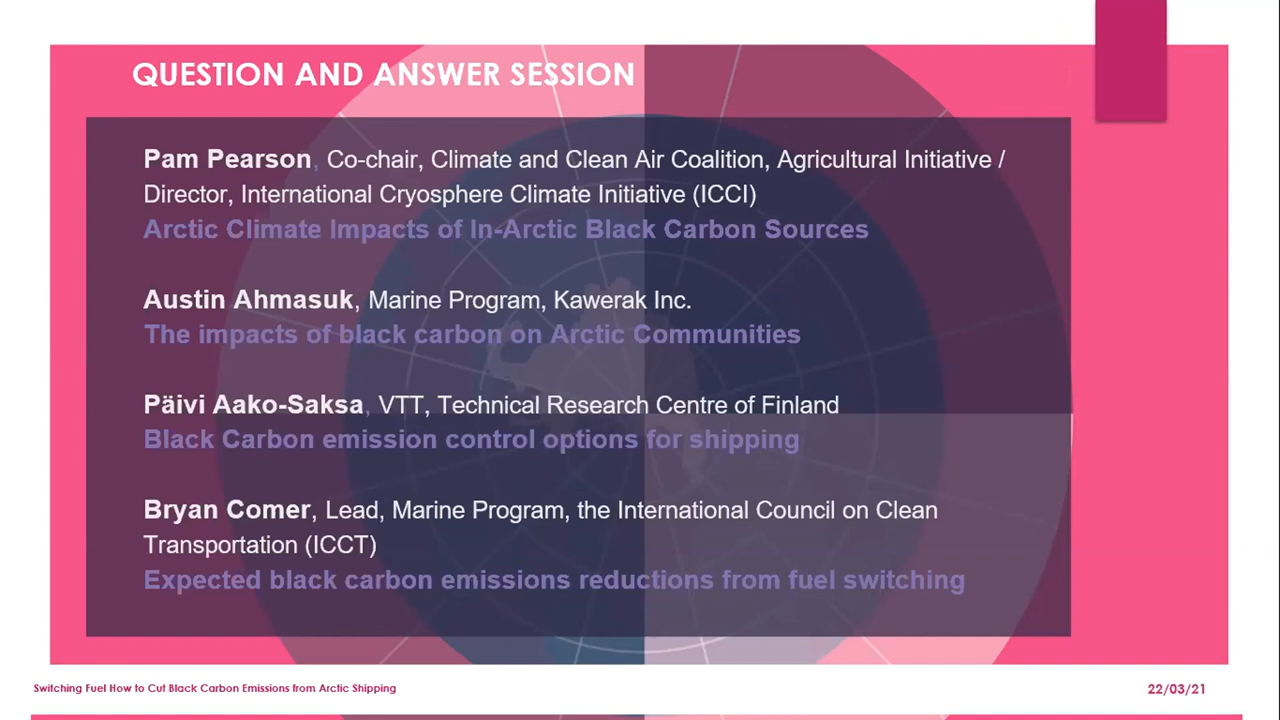 QUESTION AND ANSWER SESSION
Pam Pearson, Co-chair, Climate and Clean Air Coalition, Agricultural Initiative /
Director, International Cryosphere Climate Initiative (ICCI)
Arctic Climate Impacts of In-Arctic Black Carbon Sources
Austin Ahmasuk, Marine Program, Kawerak Inc.
The impacts of black carbon on Arctic Communities
Päivi Aako-Saksa, VTT, Technical Research Centre of Finland
Black Carbon emission control options for shipping
Bryan Comer, Lead, Marine Program, the International Council on Clean
Transportation (ICCT)
Expected black carbon emissions reductions from fuel switching
Switching Fuel How to Cut Black Carbon Emissions from Arctic Shipping
22/03/21